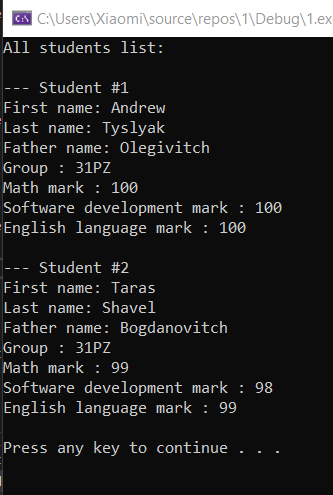 C:\Users\Xiaomi\source\repos\1\Debug\1.exe
All students list:
--- Student #1
First name: Andrew
Last name: Tyslyak
Father name: Olegivitch
Group : 31PZ
Math mark : 100
Software development mark : 100
English language mark : 100
--- Student #2
First name: Taras
Last name: Shavel
Father name: Bogdanovitch
Group : 31PZ
Math mark : 99
Software development mark : 98
English language mark : 99
Press any key to continue . . .